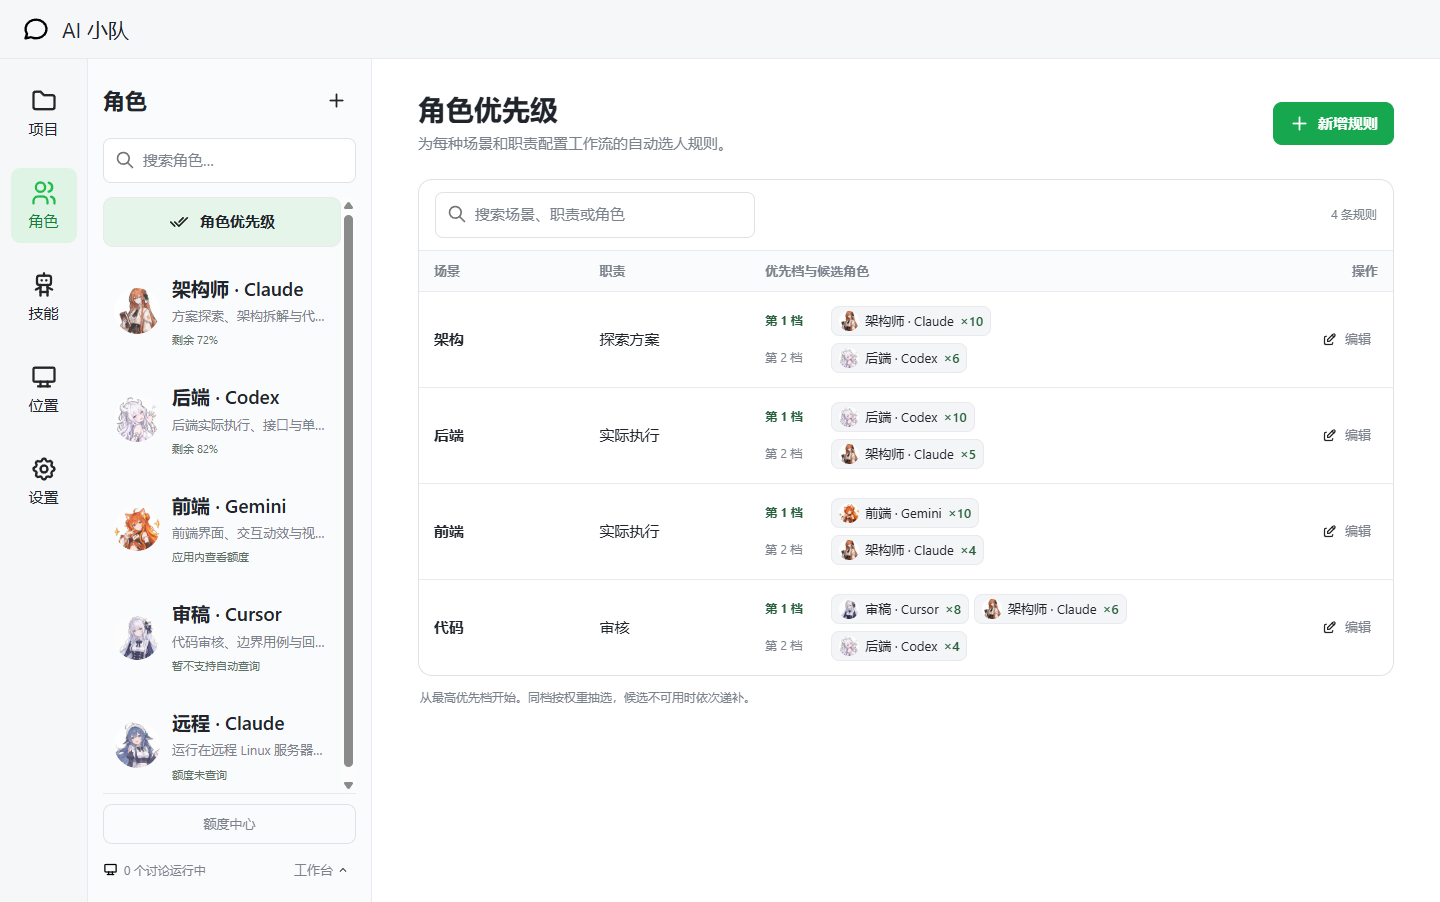 AI 小队
项目
角色
技能
位置
设置
角色
搜索角色...
角色优先级
架构师 · Claude
方案探索、架构拆解与代...
剩余 72%
后端 · Codex
后端实际执行、接口与单...
剩余 82%
前端 · Gemini
前端界面、交互动效与视...
应用内查看额度
审稿 · Cursor
代码审核、边界用例与回...
暂不支持自动查询
远程 · Claude
运行在远程 Linux 服务器...
额度未查询
额度中心
0 个讨论运行中 工作台
角色优先级
为每种场景和职责配置工作流的自动选人规则。
新增规则
搜索场景、职责或角色
4 条规则
场景 职责 优先档与候选角色 操作
架构 探索方案
第 1 档 架构师 · Claude ×10
第 2 档 后端 · Codex ×6
编辑
后端 实际执行
第 1 档 后端 · Codex ×10
第 2 档 架构师 · Claude ×5
编辑
前端 实际执行
第 1 档 前端 · Gemini ×10
第 2 档 架构师 · Claude ×4
编辑
代码 审核
第 1 档 审稿 · Cursor ×8 架构师 · Claude ×6
第 2 档 后端 · Codex ×4
编辑
从最高优先档开始。同档按权重抽选，候选不可用时依次递补。